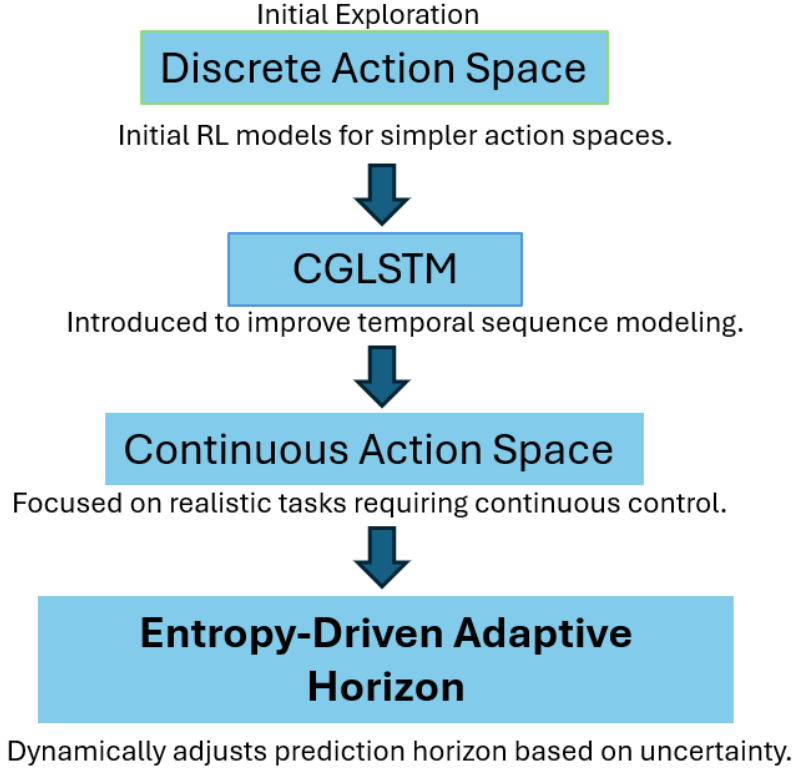 Initial Exploration
Discrete Action Space
Initial RL models for simpler action spaces.
CGLSTM
Introduced to improve temporal sequence modeling.
Continuous Action Space
Focused on realistic tasks requiring continuous control.
Entropy-Driven Adaptive
Horizon
Dynamically adjusts prediction horizon based on uncertainty.